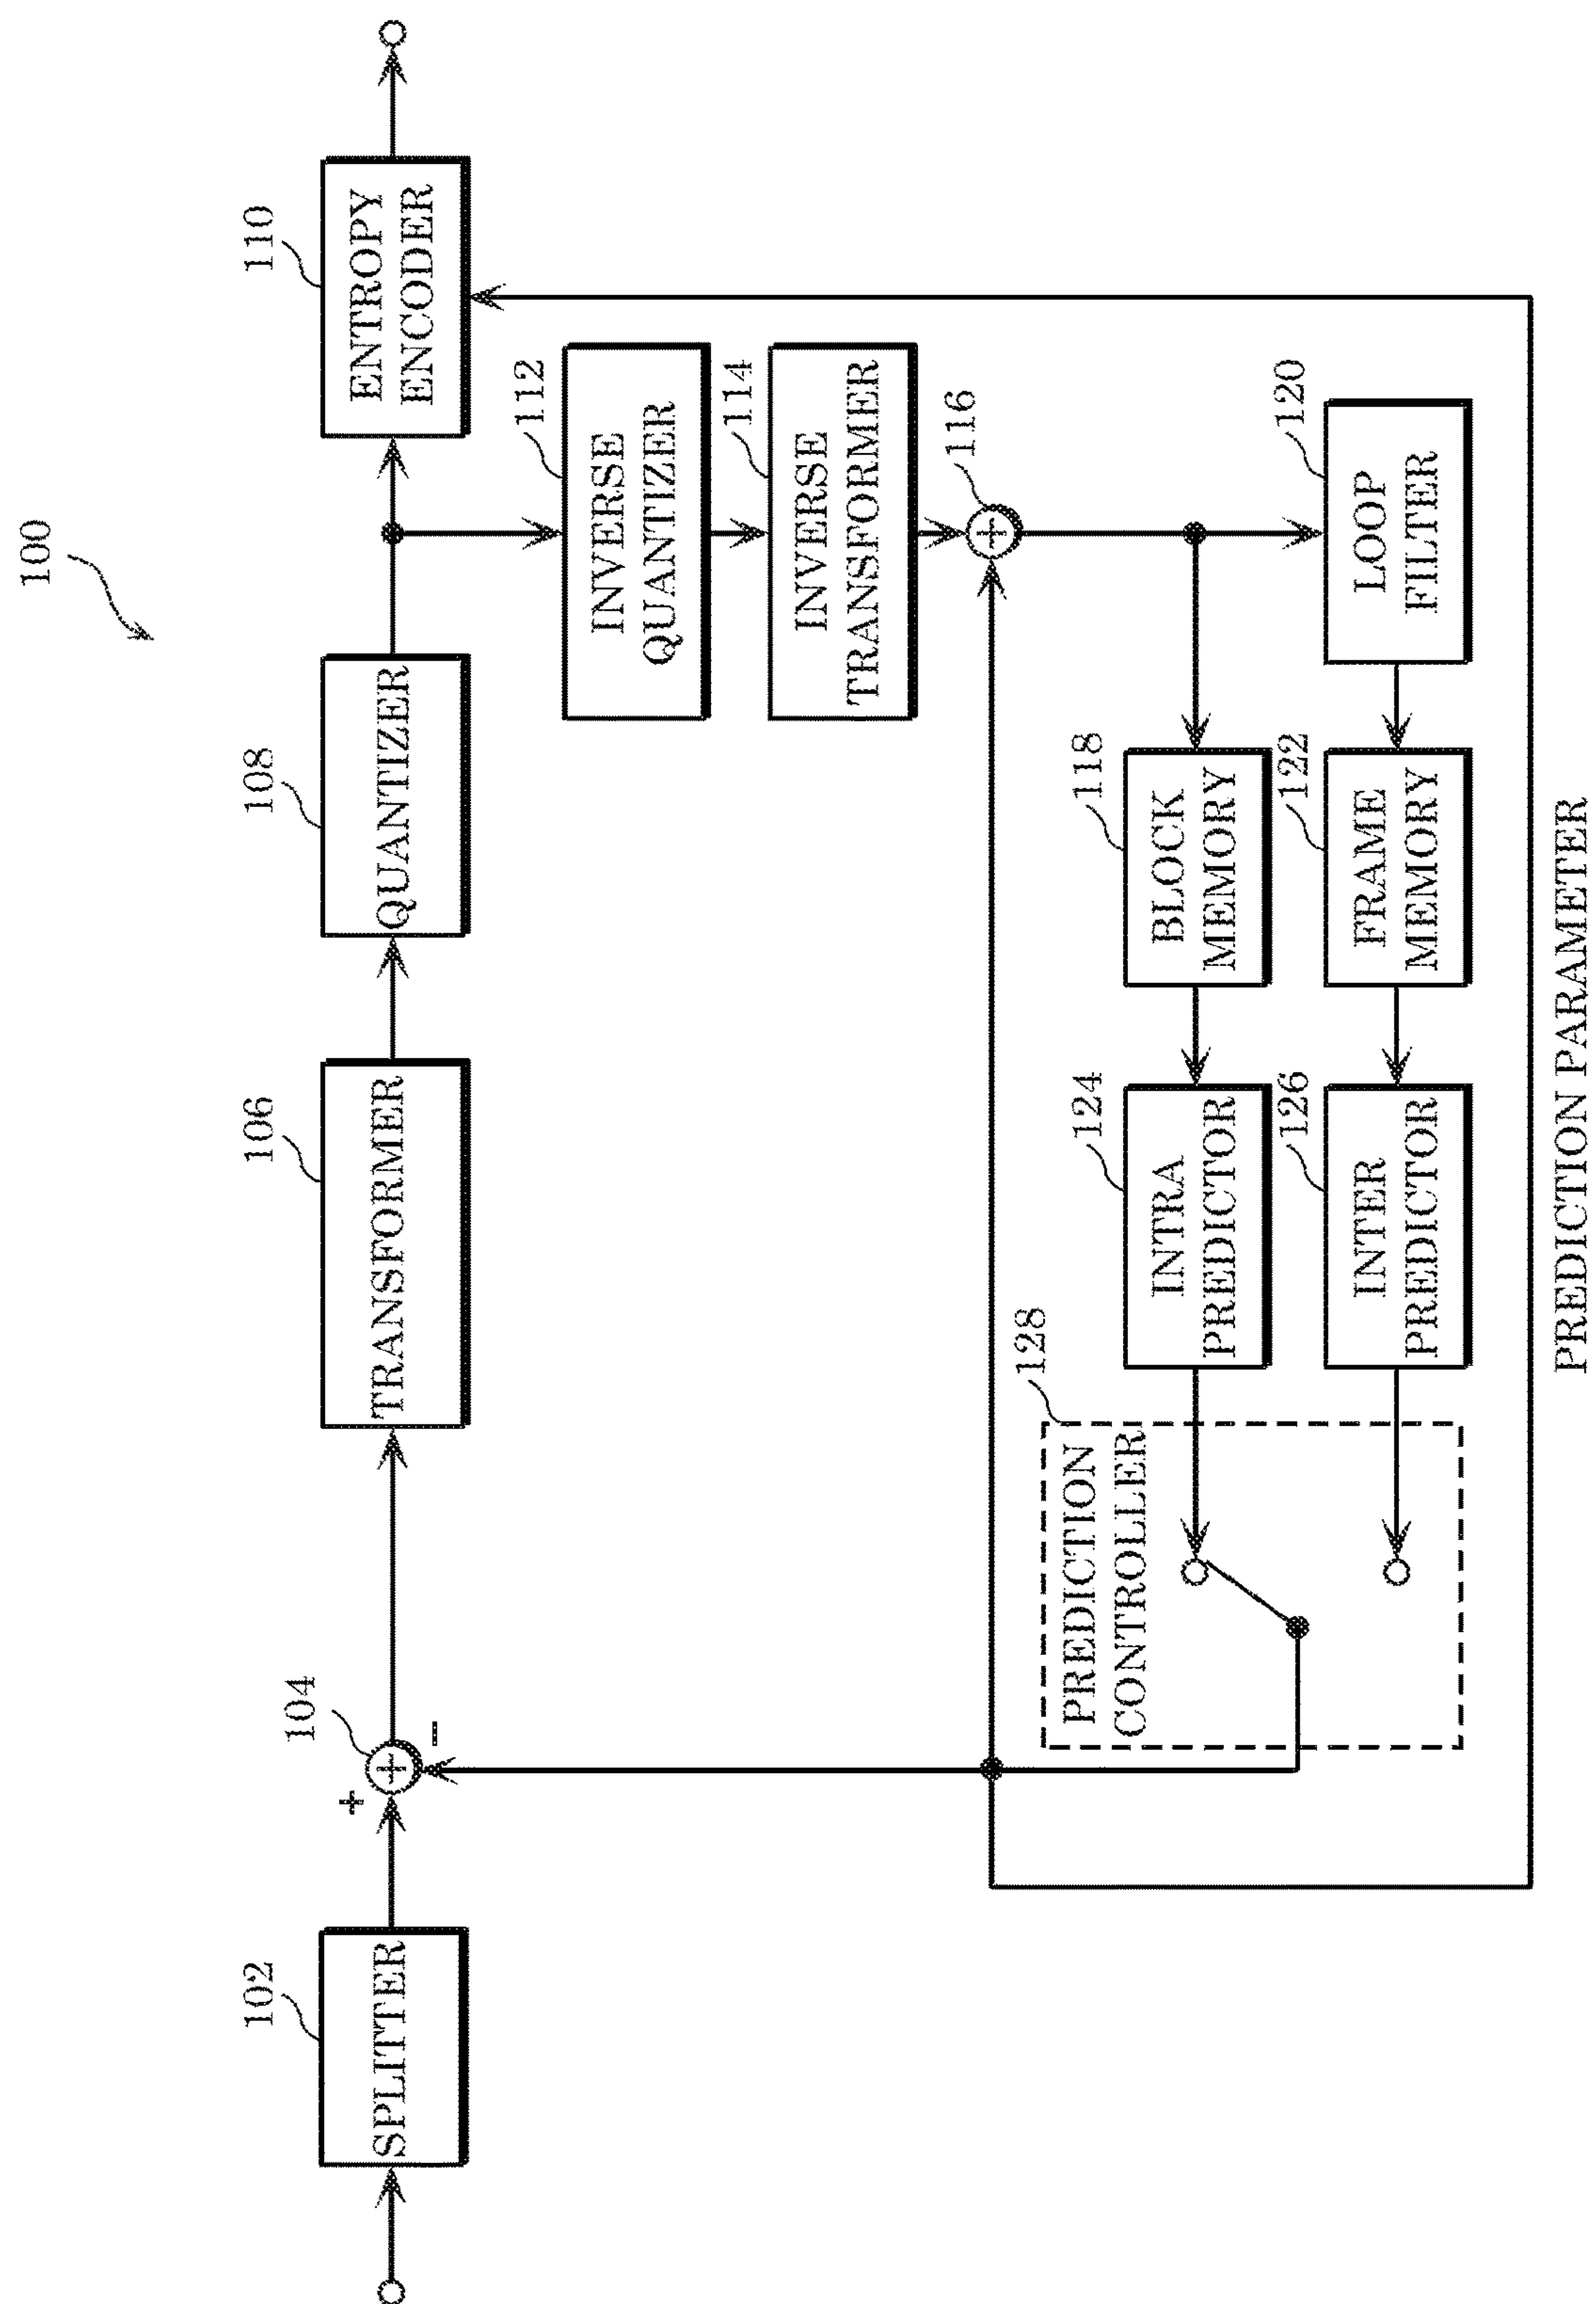 100
102
SPLITTER
104
+
-
106
TRANSFORMER
108
QUANTIZER
110
ENTROPY
ENCODER
112
INVERSE
QUANTIZER
114
INVERSE
TRANSFORMER
116
+
128
PREDICTION
CONTROLLER
124
INTRA
PREDICTOR
118
BLOCK
MEMORY
120
LOOP
FILTER
126
INTER
PREDICTOR
122
FRAME
MEMORY
PREDICTION PARAMETER